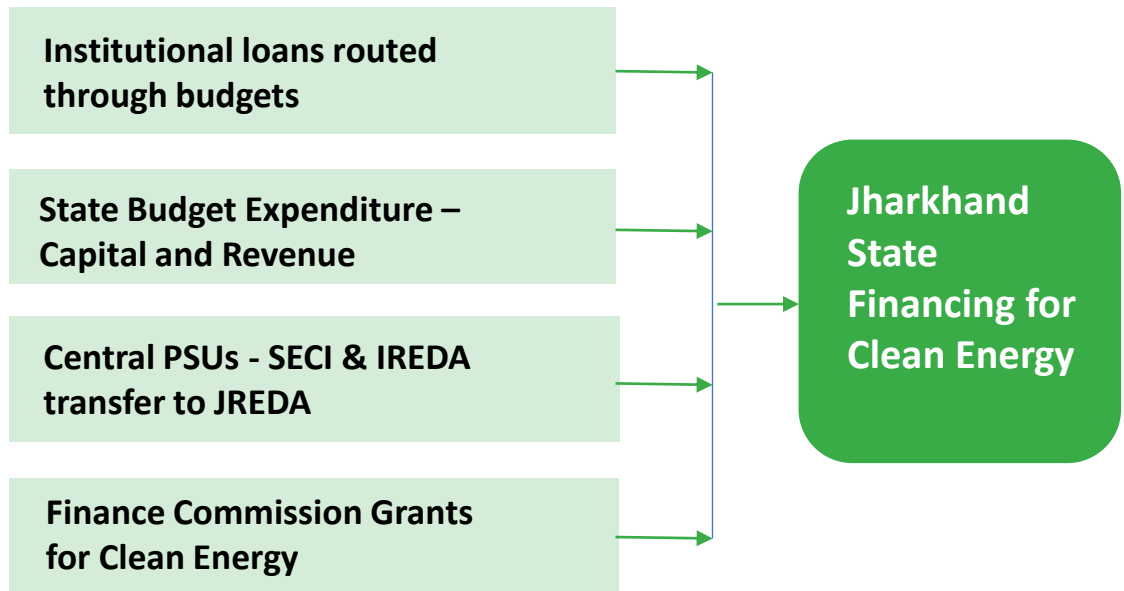 Institutional loans routed
through budgets
State Budget Expenditure –
Capital and Revenue
Central PSUs - SECI & IREDA
transfer to JREDA
Finance Commission Grants
for Clean Energy
Jharkhand
State
Financing for
Clean Energy